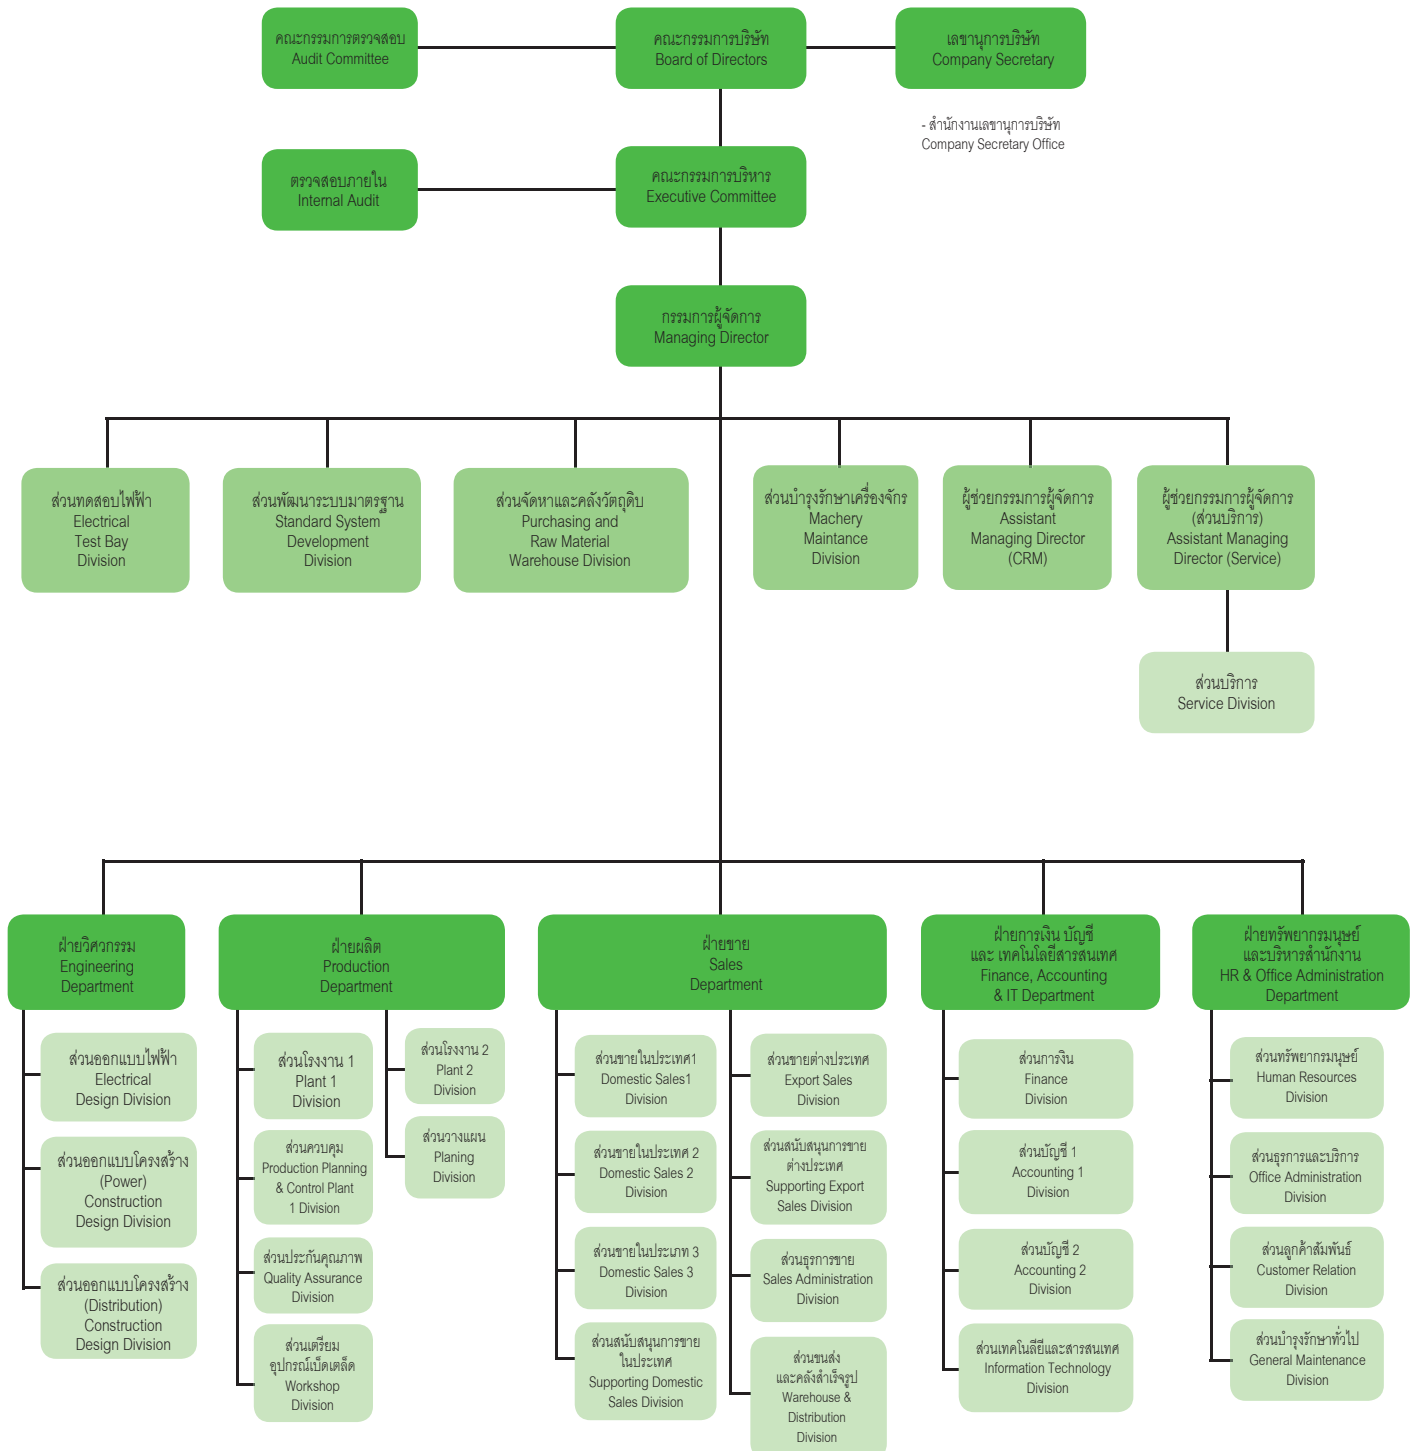 คณะกรรมการตรวจสอบ
Audit Committee
คณะกรรมการบริษัท
Board of Directors
เลขานุการบริษัท
Company Secretary
- สำนักงานเลขานุการบริษัท
Company Secretary Office
ตรวจสอบภายใน
Internal Audit
คณะกรรมการบริหาร
Executive Committee
กรรมการผู้จัดการ
Managing Director
ส่วนทดสอบไฟฟ้า
Electrical
Test Bay
Division
ส่วนพัฒนาระบบมาตรฐาน
Standard System
Development
Division
ส่วนจัดหาและคลังวัตถุดิบ
Purchasing and
Raw Material
Warehouse Division
ส่วนบำรุงรักษาเครื่องจักร
Machery
Maintance
Division
ผู้ช่วยกรรมการผู้จัดการ
Assistant
Managing Director
(CRM)
ผู้ช่วยกรรมการผู้จัดการ
(ส่วนบริการ)
Assistant Managing
Director (Service)
ส่วนบริการ
Service Division
ฝ่ายวิศวกรรม
Engineering
Department
ส่วนออกแบบไฟฟ้า
Electrical
Design Division
ส่วนออกแบบโครงสร้าง
(Power)
Construction
Design Division
ส่วนออกแบบโครงสร้าง
(Distribution)
Construction
Design Division
ฝ่ายผลิต
Production
Department
ส่วนโรงงาน 1
Plant 1
Division
ส่วนควบคุม
Production Planning
& Control Plant
1 Division
ส่วนประกันคุณภาพ
Quality Assurance
Division
ส่วนเตรียม
อุปกรณ์เบ็ดเตล็ด
Workshop
Division
ส่วนโรงงาน 2
Plant 2
Division
ส่วนวางแผน
Planing
Division
ฝ่ายขาย
Sales
Department
ส่วนขายในประเทศ1
Domestic Sales1
Division
ส่วนขายในประเทศ 2
Domestic Sales 2
Division
ส่วนขายในประเภท 3
Domestic Sales 3
Division
ส่วนสนับสนุนการขาย
ในประเทศ
Supporting Domestic
Sales Division
ส่วนขายต่างประเทศ
Export Sales
Division
ส่วนสนับสนุนการขาย
ต่างประเทศ
Supporting Export
Sales Division
ส่วนธุรการขาย
Sales Administration
Division
ส่วนขนส่ง
และคลังสำเร็จรูป
Warehouse &
Distribution
Division
ฝ่ายการเงิน บัญชี
และ เทคโนโลยีสารสนเทศ
Finance, Accounting
& IT Department
ส่วนการเงิน
Finance
Division
ส่วนบัญชี 1
Accounting 1
Division
ส่วนบัญชี 2
Accounting 2
Division
ส่วนเทคโนโลยีและสารสนเทศ
Information Technology
Division
ฝ่ายทรัพยากรมนุษย์
และบริหารสำนักงาน
HR & Office Administration
Department
ส่วนทรัพยากรมนุษย์
Human Resources
Division
ส่วนธุรการและบริการ
Office Administration
Division
ส่วนลูกค้าสัมพันธ์
Customer Relation
Division
ส่วนบำรุงรักษาทั่วไป
General Maintenance
Division